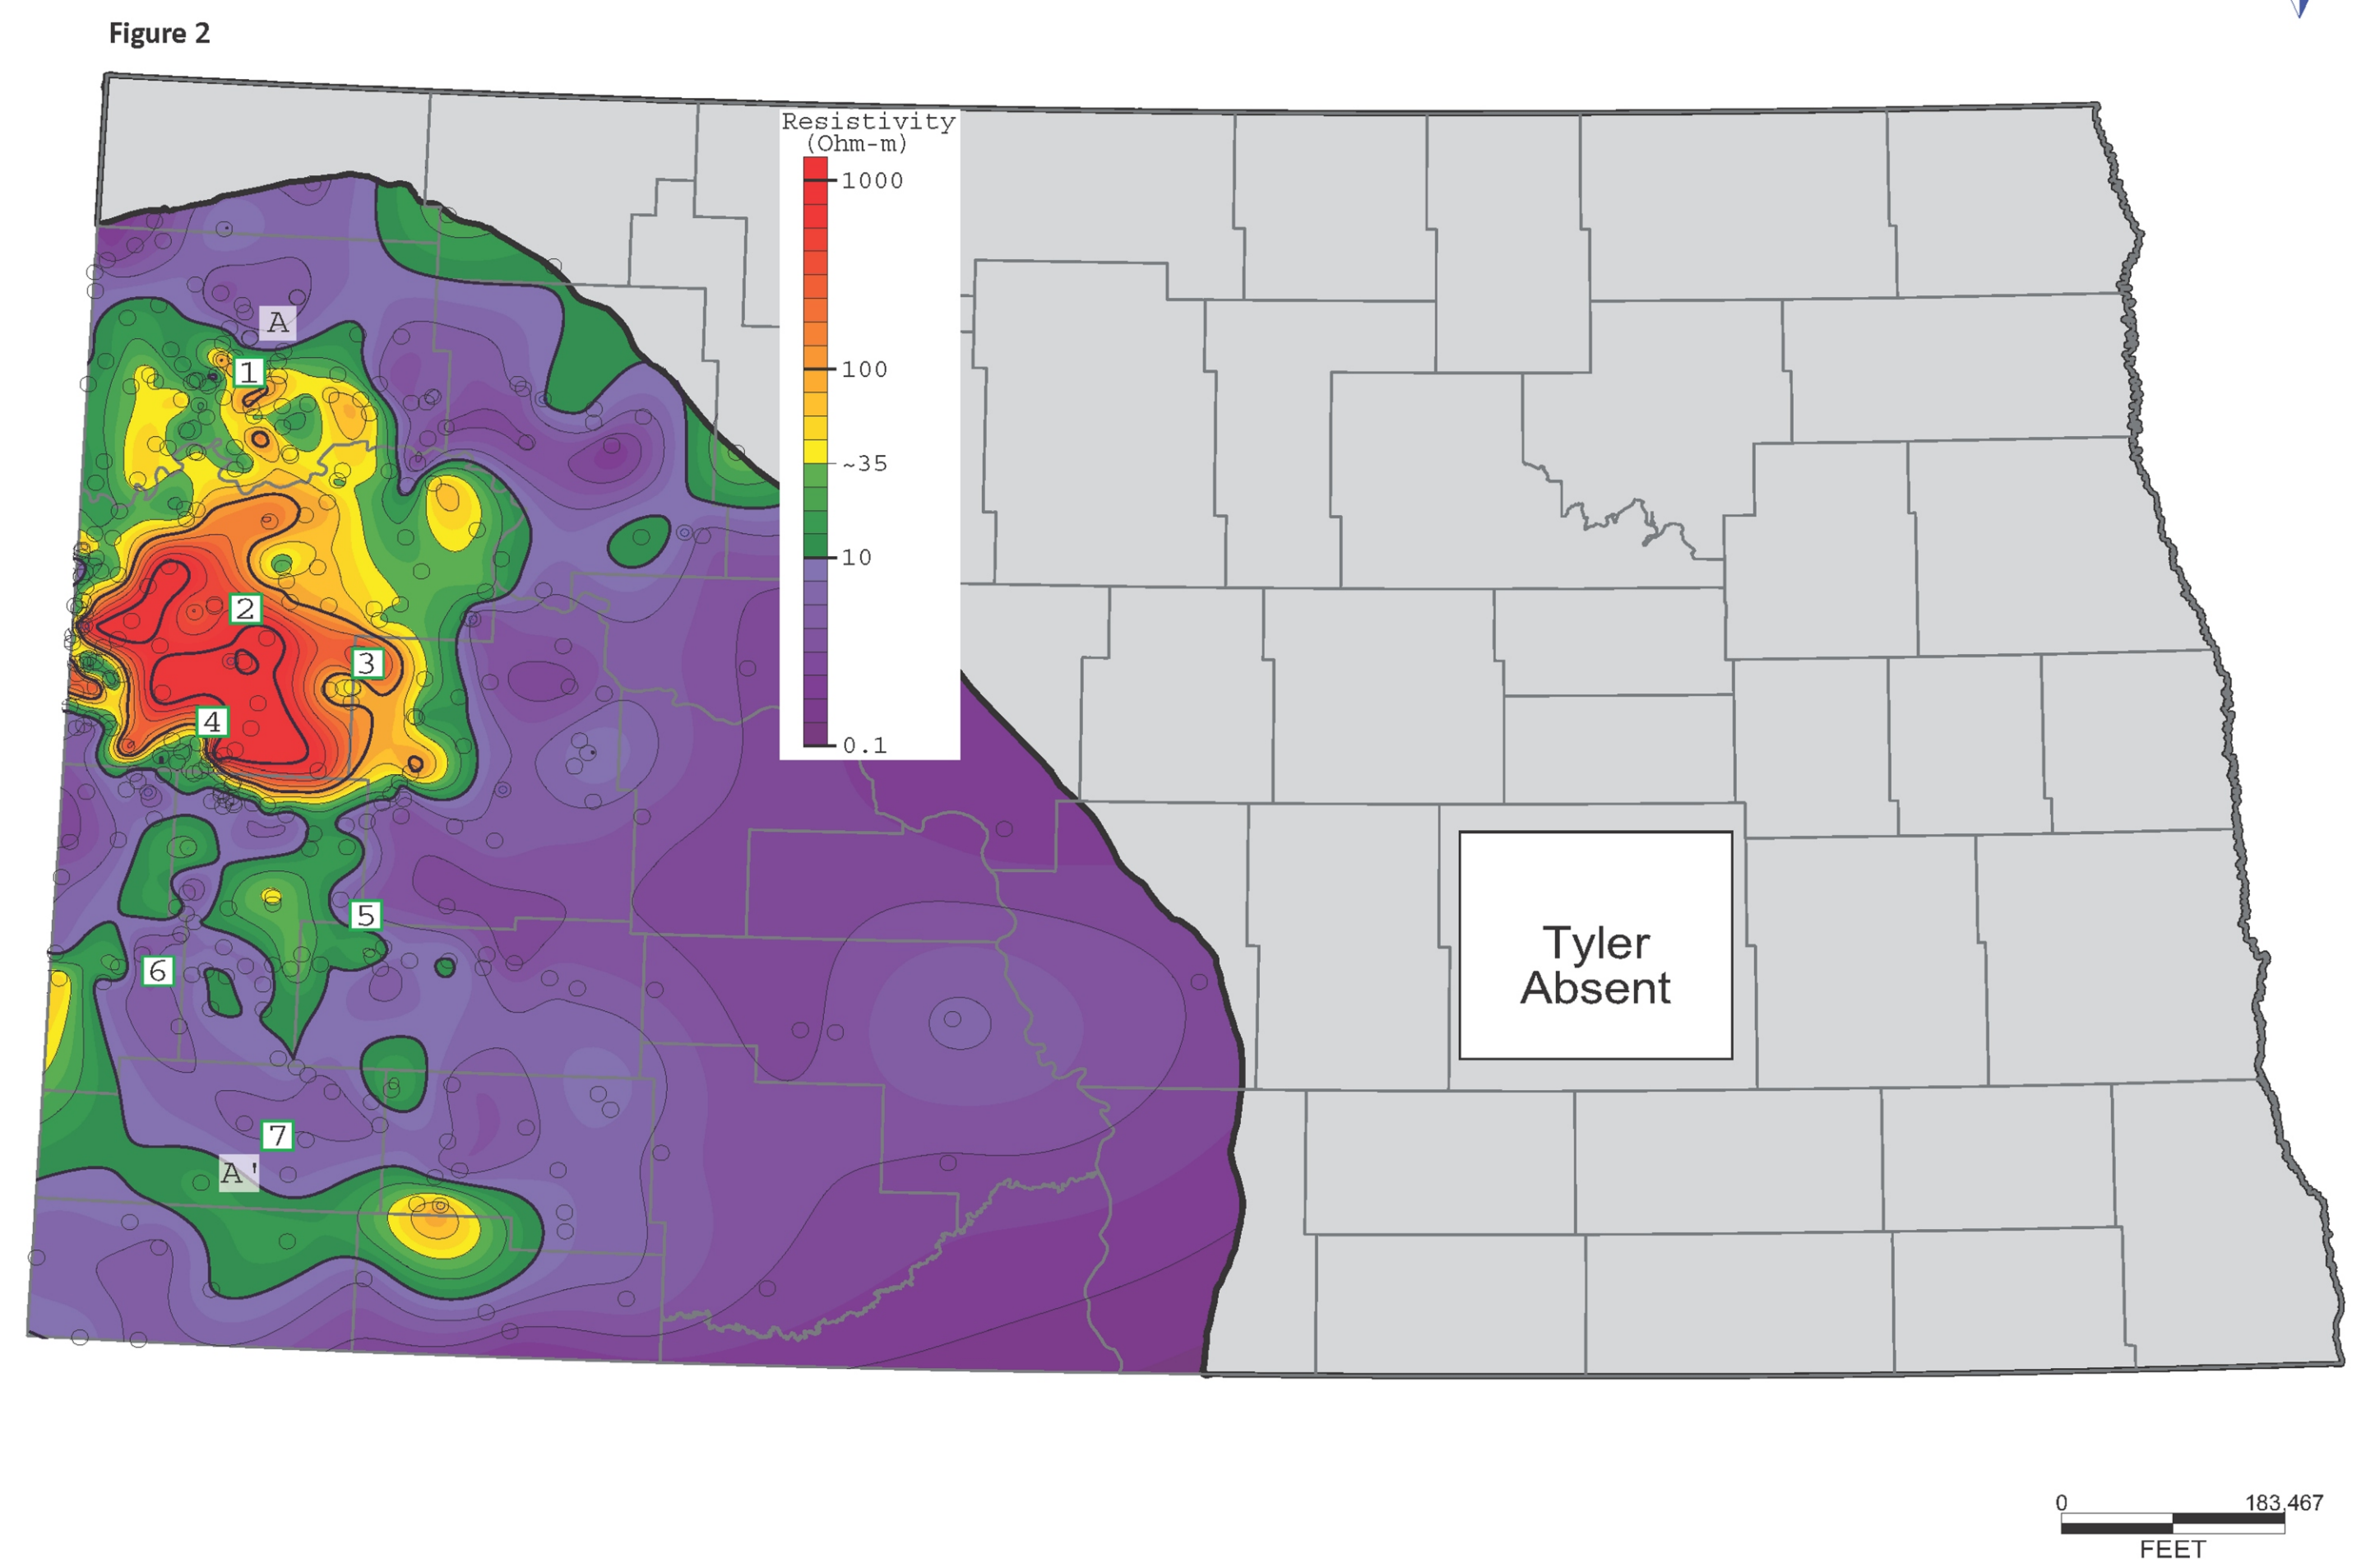 Figure 2
Resistivity
(Ohm-m)
1000
100
~35
10
0.1
A
1
2
3
4
5
6
7
A'
Tyler
Absent
0 183,467
FEET